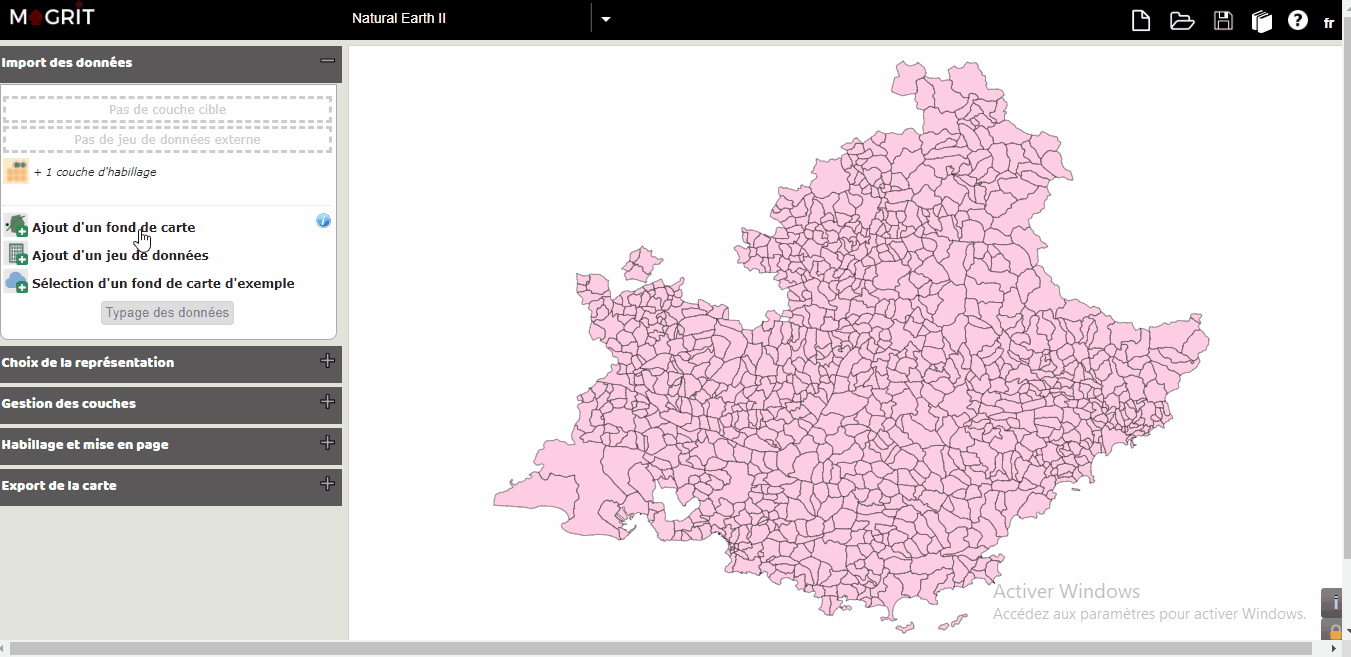 MAGRIT
Natural Earth II
fr
Import des données
Pas de couche cible
Pas de jeu de données externe
+ 1 couche d'habillage
Ajout d'un fond de carte
Ajout d'un jeu de données
Sélection d'un fond de carte d'exemple
Typage des données
Choix de la représentation
Gestion des couches
Habillage et mise en page
Export de la carte
Activer Windows
Accédez aux paramètres pour activer Windows.